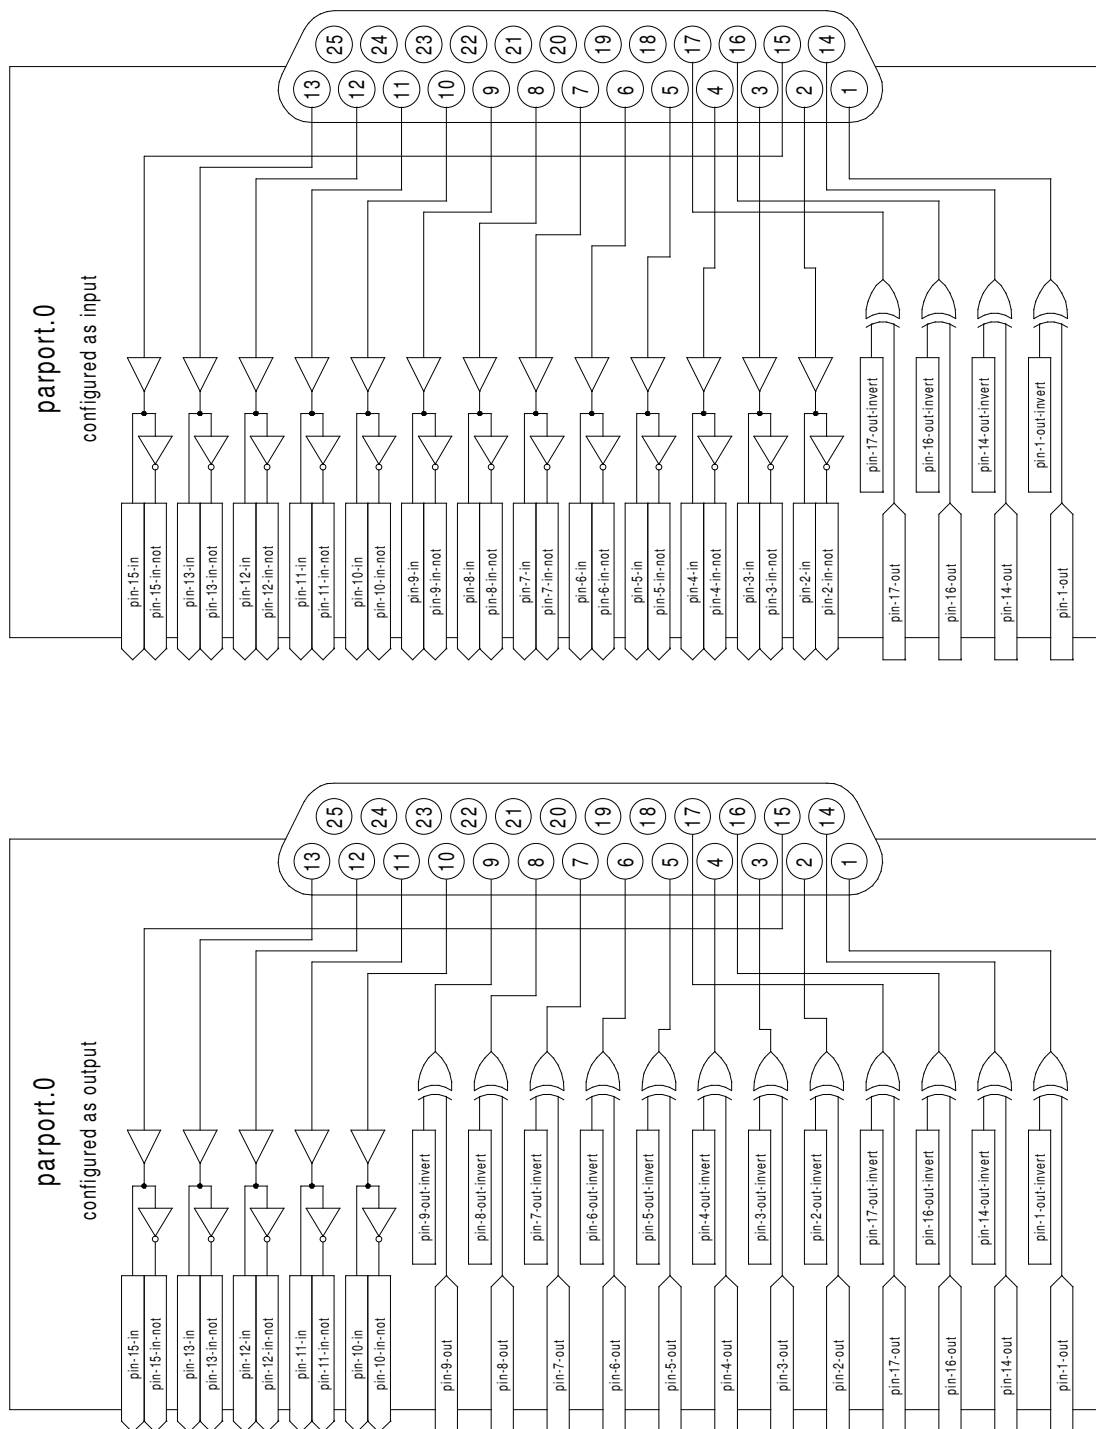 25
24
23
22
21
20
19
18
17
16
15
14
13
12
11
10
9
8
7
6
5
4
3
2
1
parport.0
configured as input
pin-15-in
pin-15-in-not
pin-13-in
pin-13-in-not
pin-12-in
pin-12-in-not
pin-11-in
pin-11-in-not
pin-10-in
pin-10-in-not
pin-9-in
pin-9-in-not
pin-8-in
pin-8-in-not
pin-7-in
pin-7-in-not
pin-6-in
pin-6-in-not
pin-5-in
pin-5-in-not
pin-4-in
pin-4-in-not
pin-3-in
pin-3-in-not
pin-2-in
pin-2-in-not
pin-17-out-invert
pin-17-out
pin-16-out-invert
pin-16-out
pin-14-out-invert
pin-14-out
pin-1-out-invert
pin-1-out
25
24
23
22
21
20
19
18
17
16
15
14
13
12
11
10
9
8
7
6
5
4
3
2
1
parport.0
configured as output
pin-15-in
pin-15-in-not
pin-13-in
pin-13-in-not
pin-12-in
pin-12-in-not
pin-11-in
pin-11-in-not
pin-10-in
pin-10-in-not
pin-9-out-invert
pin-9-out
pin-8-out-invert
pin-8-out
pin-7-out-invert
pin-7-out
pin-6-out-invert
pin-6-out
pin-5-out-invert
pin-5-out
pin-4-out-invert
pin-4-out
pin-3-out-invert
pin-3-out
pin-2-out-invert
pin-2-out
pin-17-out-invert
pin-17-out
pin-16-out-invert
pin-16-out
pin-14-out-invert
pin-14-out
pin-1-out-invert
pin-1-out